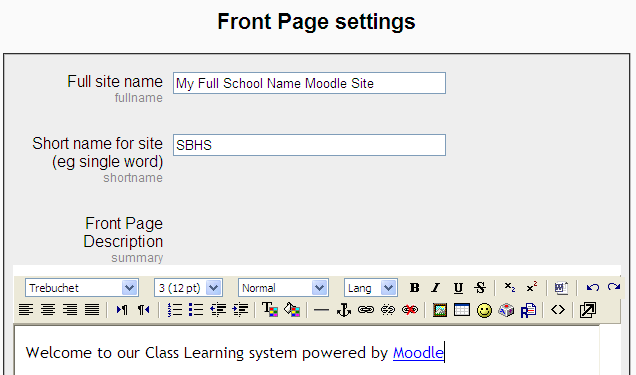 Front Page settings
Full site name
fullname
My Full School Name Moodle Site
Short name for site
(eg single word)
shortname
SBHS
Front Page
Description
summary
Trebuchet 3 (12 pt) Normal Lang B I U S x₂ x²
Welcome to our Class Learning system powered by Moodle